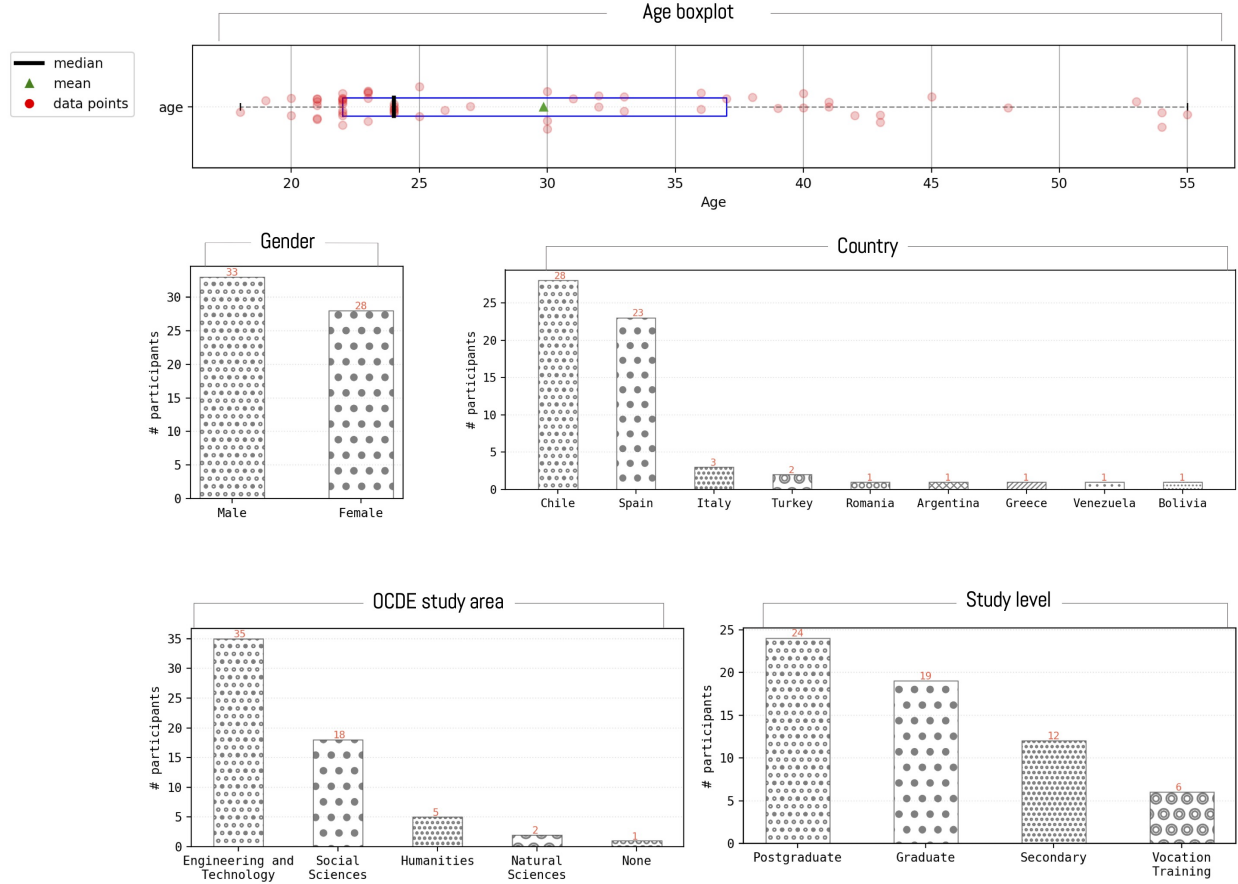 Age boxplot
median
mean
data points
age
20 25 30 35 40 45 50 55
Age
Gender
33
28
30
25
20
15
10
5
0
# participants
Male Female
Country
28
23
3
2
1
1
1
1
1
25
20
15
10
5
0
# participants
Chile Spain Italy Turkey Romania Argentina Greece Venezuela Bolivia
OCDE study area
35
18
5
2
1
35
30
25
20
15
10
5
0
# participants
Engineering and Social Humanities Natural None
Technology Sciences Sciences
Study level
24
19
12
6
25
20
15
10
5
0
# participants
Postgraduate Graduate Secondary Vocation
Training